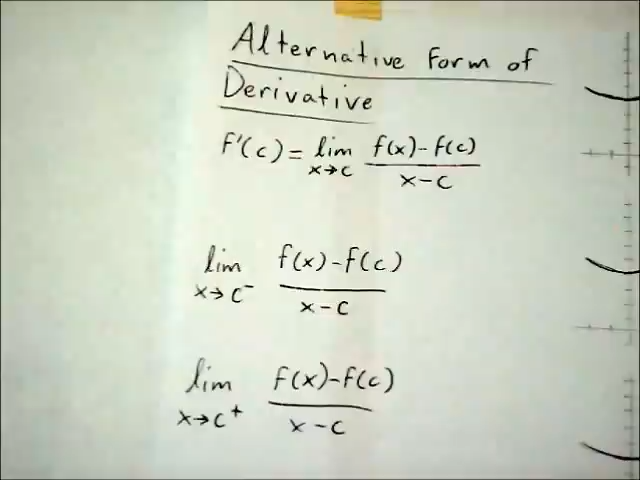 Alternative Form of
Derivative
F'(c) = lim x→c f(x)-f(c) / x-c
lim x→c⁻ f(x)-f(c) / x-c
lim x→c⁺ f(x)-f(c) / x-c